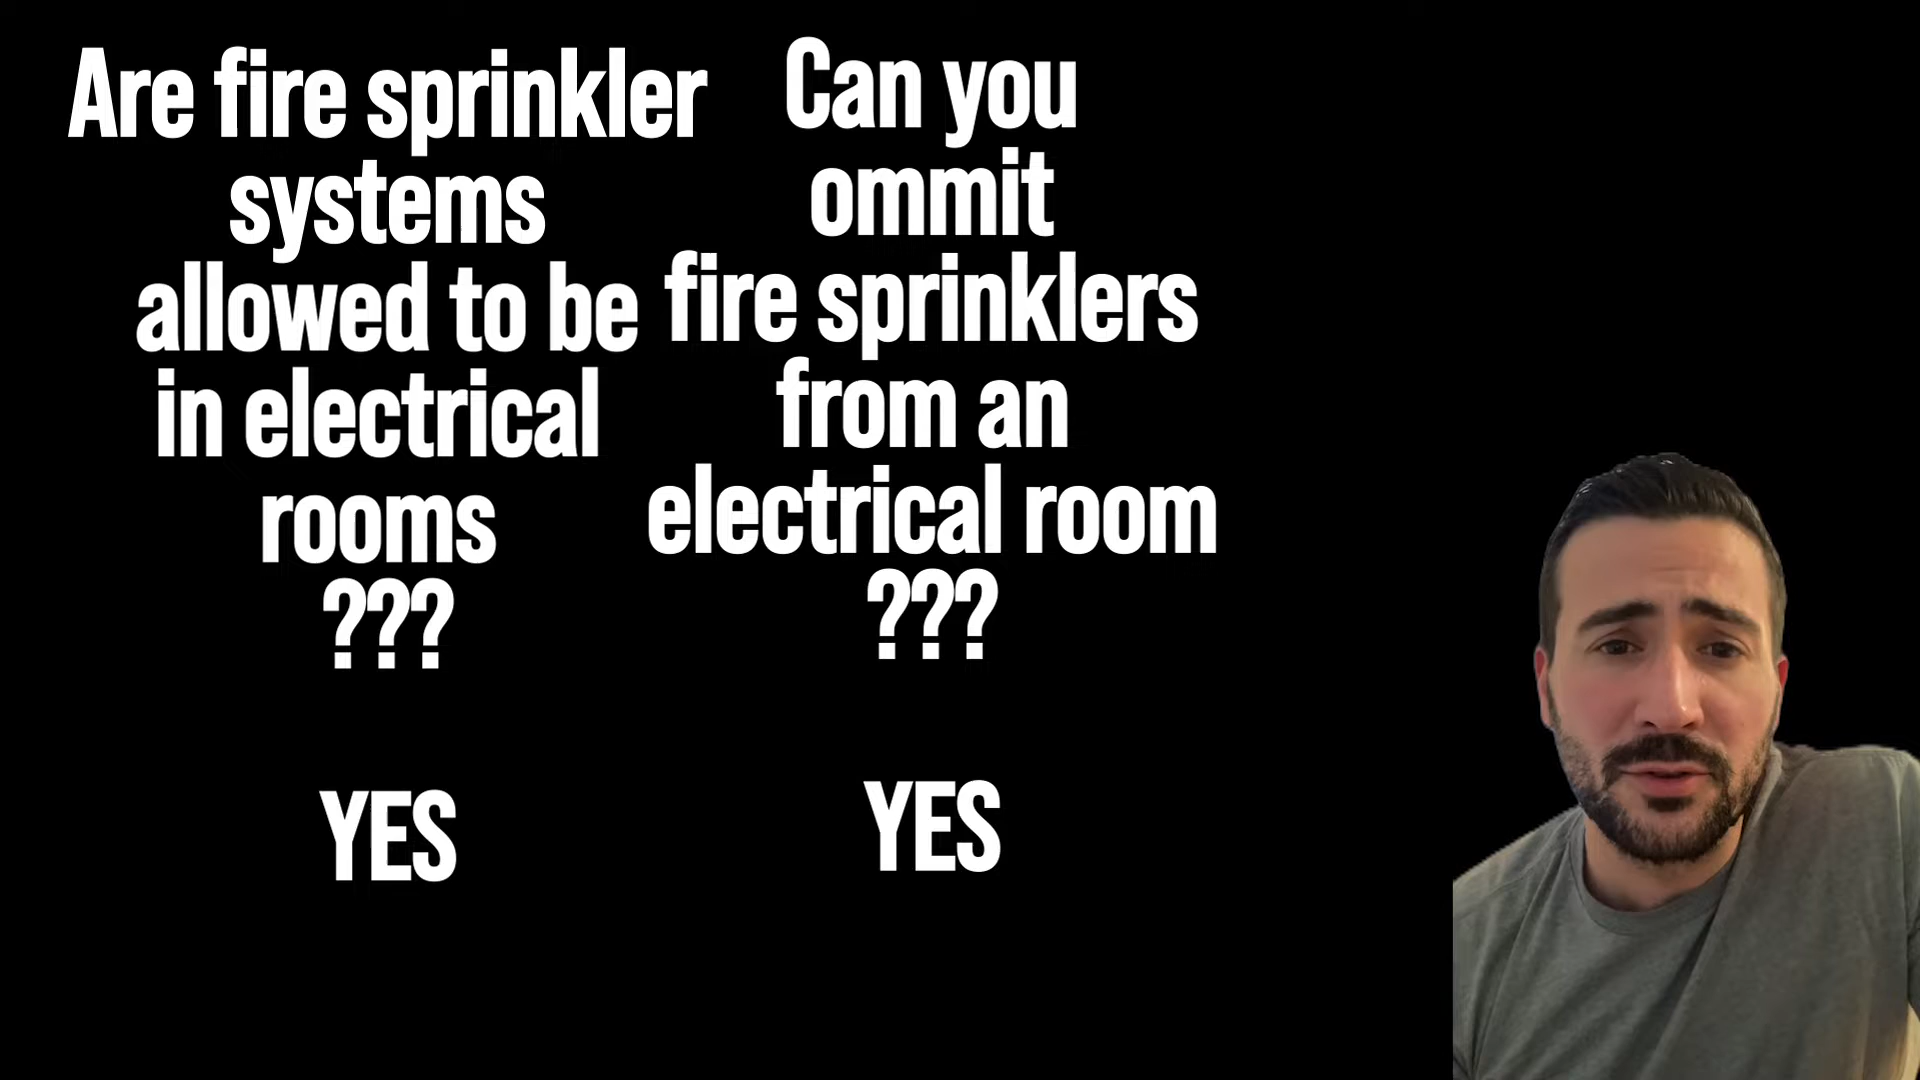 Are fire sprinkler
systems
allowed to be
in electrical
rooms
???
YES
Can you
ommit
fire sprinklers
from an
electrical room
???
YES